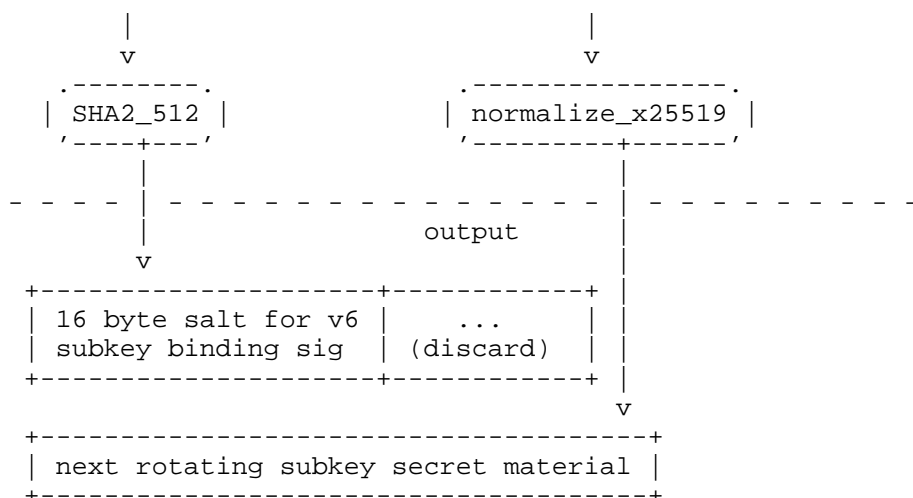 SHA2_512 normalize_x25519
output
16 byte salt for v6 ...
subkey binding sig (discard)
next rotating subkey secret material